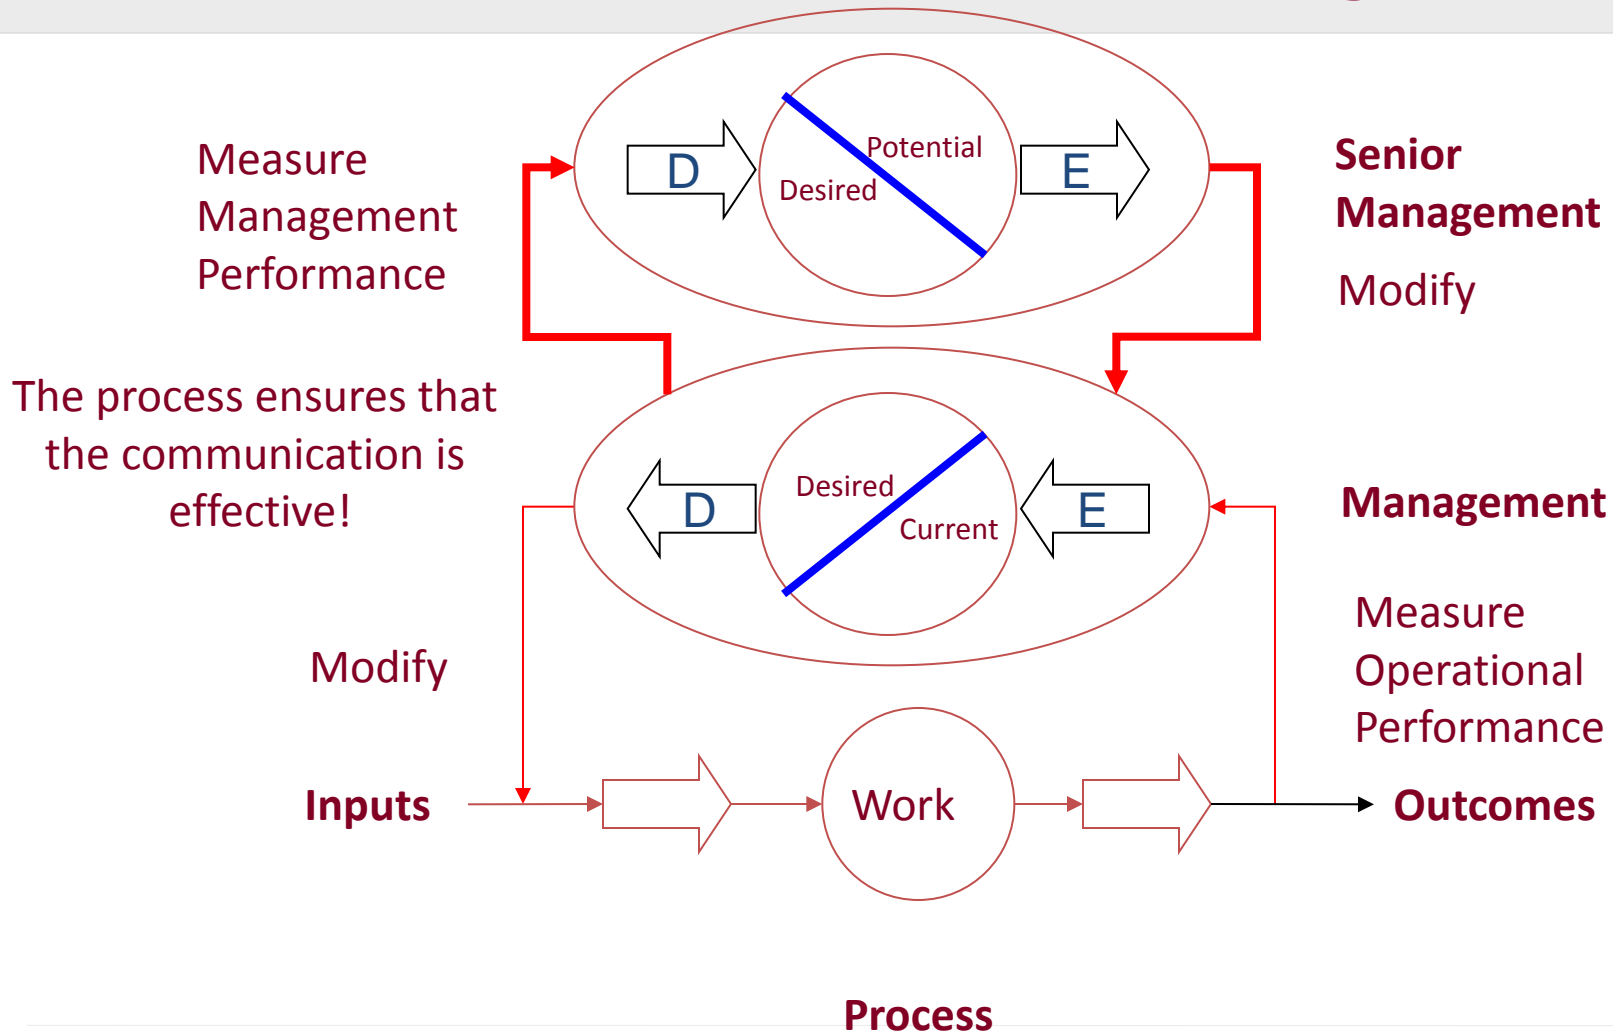 Measure
Management
Performance
D
Potential
Desired
E
Senior
Management
Modify
The process ensures that
the communication is
effective!
D
Desired
Current
E
Management
Modify
Measure
Operational
Performance
Inputs
Work
Outcomes
Process